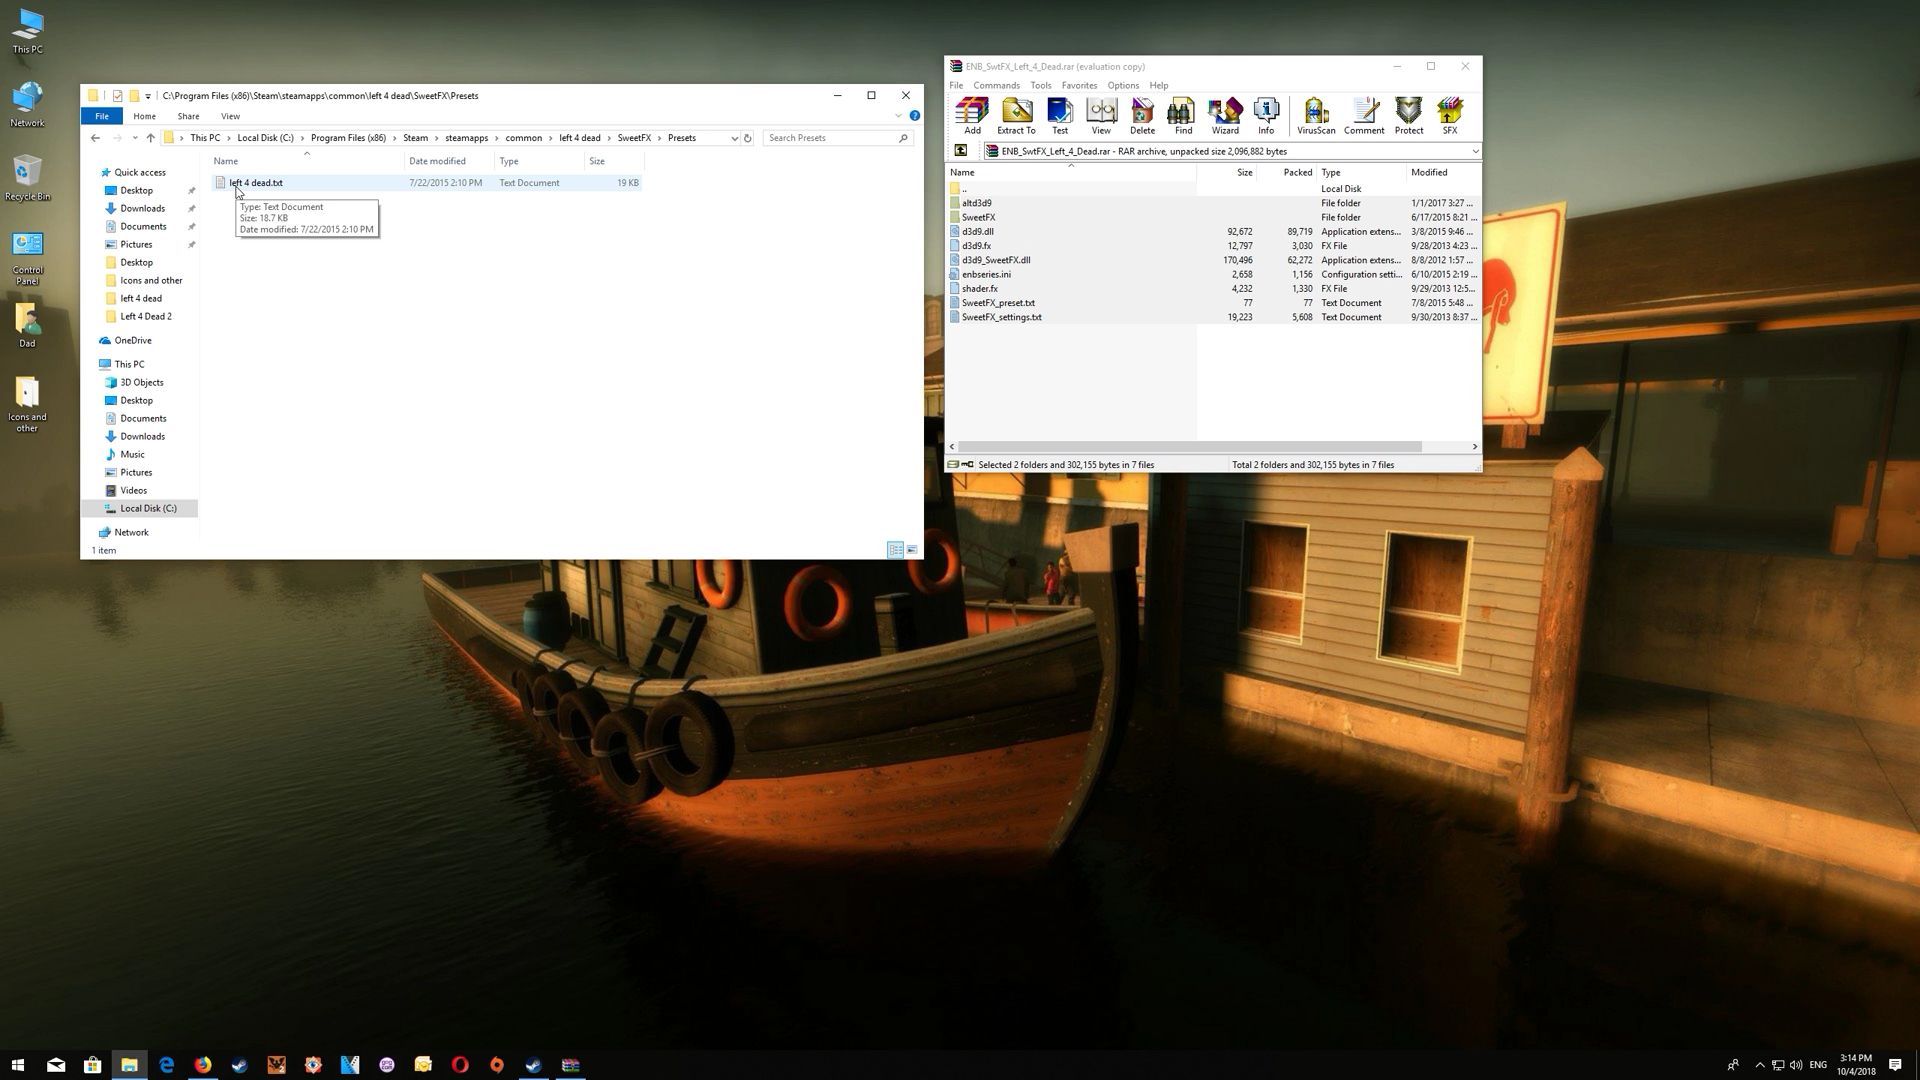 This PC
Network
Recycle Bin
Control
Panel
Dad
Icons and
other
C:\Program Files (x86)\Steam\steamapps\common\left 4 dead\SweetFX\Presets
File
Home
Share
View
This PC
Local Disk (C:)
Program Files (x86)
Steam
steamapps
common
left 4 dead
SweetFX
Presets
Search Presets
Name
Date modified
Type
Size
left 4 dead.txt
7/22/2015 2:10 PM
Text Document
19 KB
Type: Text Document
Size: 18.7 KB
Date modified: 7/22/2015 2:10 PM
Quick access
Desktop
Downloads
Documents
Pictures
Desktop
Icons and other
left 4 dead
Left 4 Dead 2
OneDrive
This PC
3D Objects
Desktop
Documents
Downloads
Music
Pictures
Videos
Local Disk (C:)
Network
1 item
ENB_SwtFX_Left_4_Dead.rar (evaluation copy)
File
Commands
Tools
Favorites
Options
Help
Add
Extract To
Test
View
Delete
Find
Wizard
Info
VirusScan
Comment
Protect
SFX
ENB_SwtFX_Left_4_Dead.rar - RAR archive, unpacked size 2,096,882 bytes
Name Size Packed Type Modified
.. Local Disk
altd3d9 File folder 1/1/2017 3:27 ...
SweetFX File folder 6/17/2015 8:21 ...
d3d9.dll 92,672 89,719 Application extens... 3/8/2015 9:46 ...
d3d9.fx 12,797 3,030 FX File 9/28/2013 4:23 ...
d3d9_SweetFX.dll 170,496 62,272 Application extens... 8/8/2012 1:57 ...
enbseries.ini 2,658 1,156 Configuration setti... 6/10/2015 2:19 ...
shader.fx 4,232 1,330 FX File 9/29/2013 12:5...
SweetFX_preset.txt 77 77 Text Document 7/8/2015 5:48 ...
SweetFX_settings.txt 19,223 5,608 Text Document 9/30/2013 8:37 ...
Selected 2 folders and 302,155 bytes in 7 files
Total 2 folders and 302,155 bytes in 7 files
ENG
3:14 PM
10/4/2018